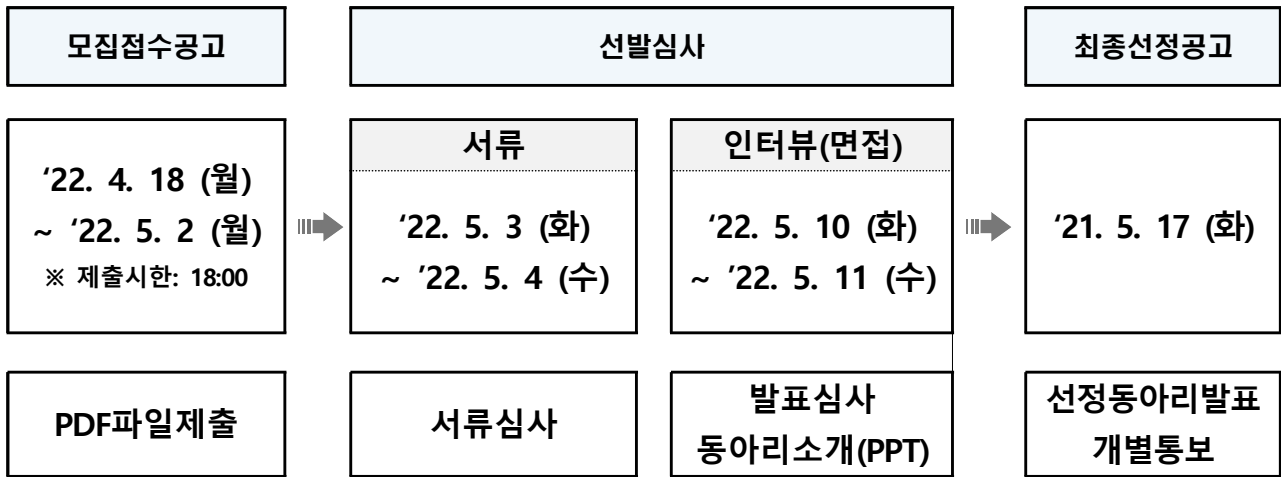 모집접수공고
선발심사
최종선정공고
‘22. 4. 18 (월)
~ ‘22. 5. 2 (월)
※ 제출시한: 18:00
서류
‘22. 5. 3 (화)
~ ’22. 5. 4 (수)
인터뷰(면접)
‘22. 5. 10 (화)
~ ’22. 5. 11 (수)
‘21. 5. 17 (화)
PDF파일제출
서류심사
발표심사
동아리소개(PPT)
선정동아리발표
개별통보